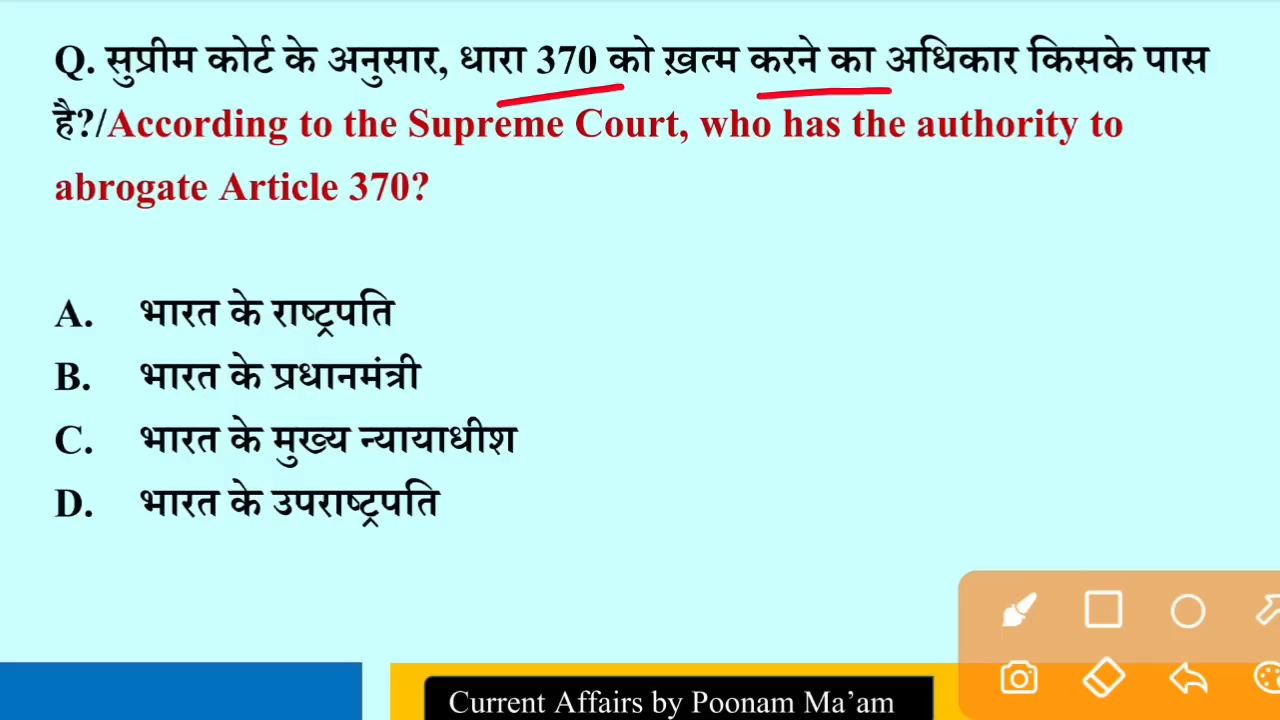 Q. सुप्रीम कोर्ट के अनुसार, धारा 370 को ख़त्म करने का अधिकार किसके पास
है?/According to the Supreme Court, who has the authority to
abrogate Article 370?
A. भारत के राष्ट्रपति
B. भारत के प्रधानमंत्री
C. भारत के मुख्य न्यायाधीश
D. भारत के उपराष्ट्रपति
Current Affairs by Poonam Ma’am